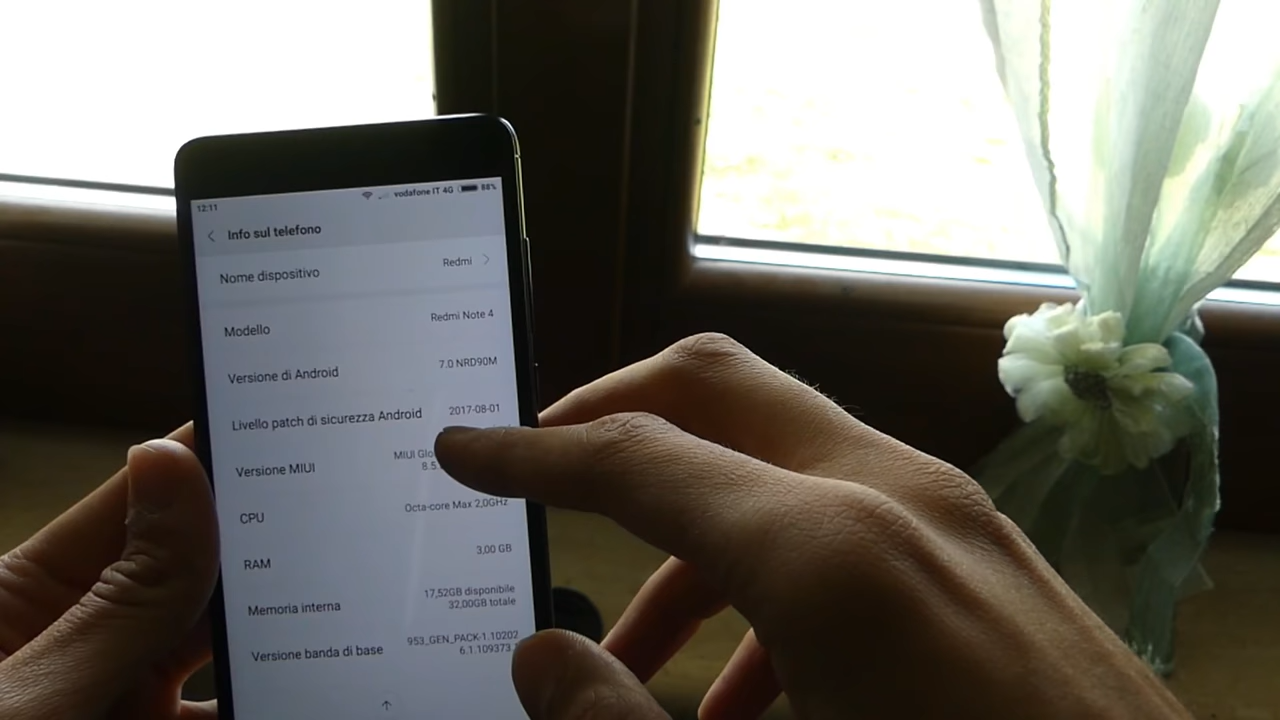 12:11 vodafone IT 4G 88%
Info sul telefono
Nome dispositivo Redmi
Modello Redmi Note 4
Versione di Android 7.0 NRD90M
Livello patch di sicurezza Android 2017-08-01
Versione MIUI MIUI
8.5.
CPU Octa-core Max 2,0GHz
RAM 3,00 GB
Memoria interna 17,52GB disponibile
32,00GB totale
Versione banda di base 953_GEN_PACK-1.10202
6.1.109373.